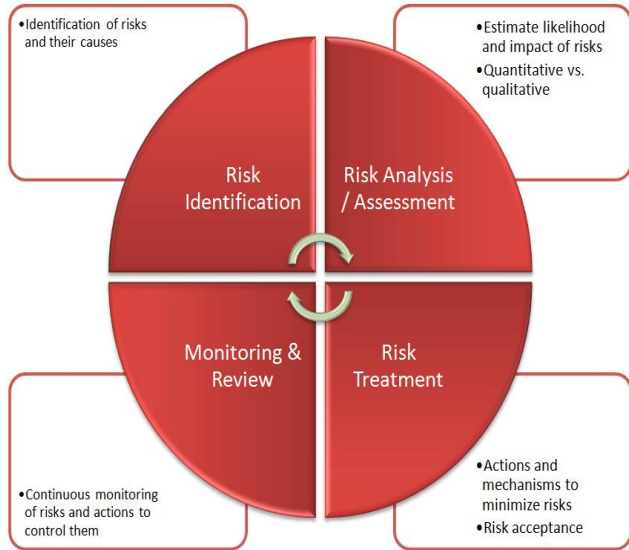 •Identification of risks
and their causes
•Estimate likelihood
and impact of risks
•Quantitative vs.
qualitative
Risk
Identification
Risk Analysis
/ Assessment
Monitoring &
Review
Risk
Treatment
•Continuous monitoring
of risks and actions to
control them
•Actions and
mechanisms to
minimize risks
•Risk acceptance